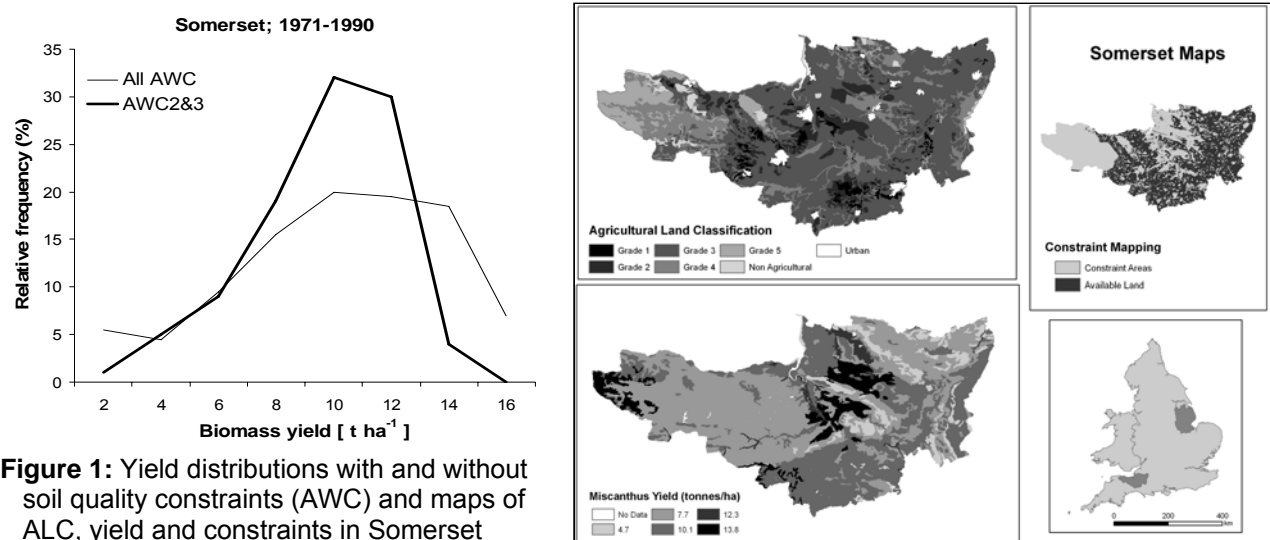 Somerset; 1971-1990
35
30
25
20
15
10
5
0
Relative frequency (%)
All AWC
AWC2&3
2 4 6 8 10 12 14 16
Biomass yield [ t ha-1 ]
Figure 1: Yield distributions with and without
soil quality constraints (AWC) and maps of
ALC, yield and constraints in Somerset
Agricultural Land Classification
Grade 1 Grade 3 Grade 5 Urban
Grade 2 Grade 4 Non Agricultural
Miscanthus Yield (tonnes/ha)
No Data 7.7 12.3
4.7 10.1 13.8
Somerset Maps
Constraint Mapping
Constraint Areas
Available Land
0 200 400
km